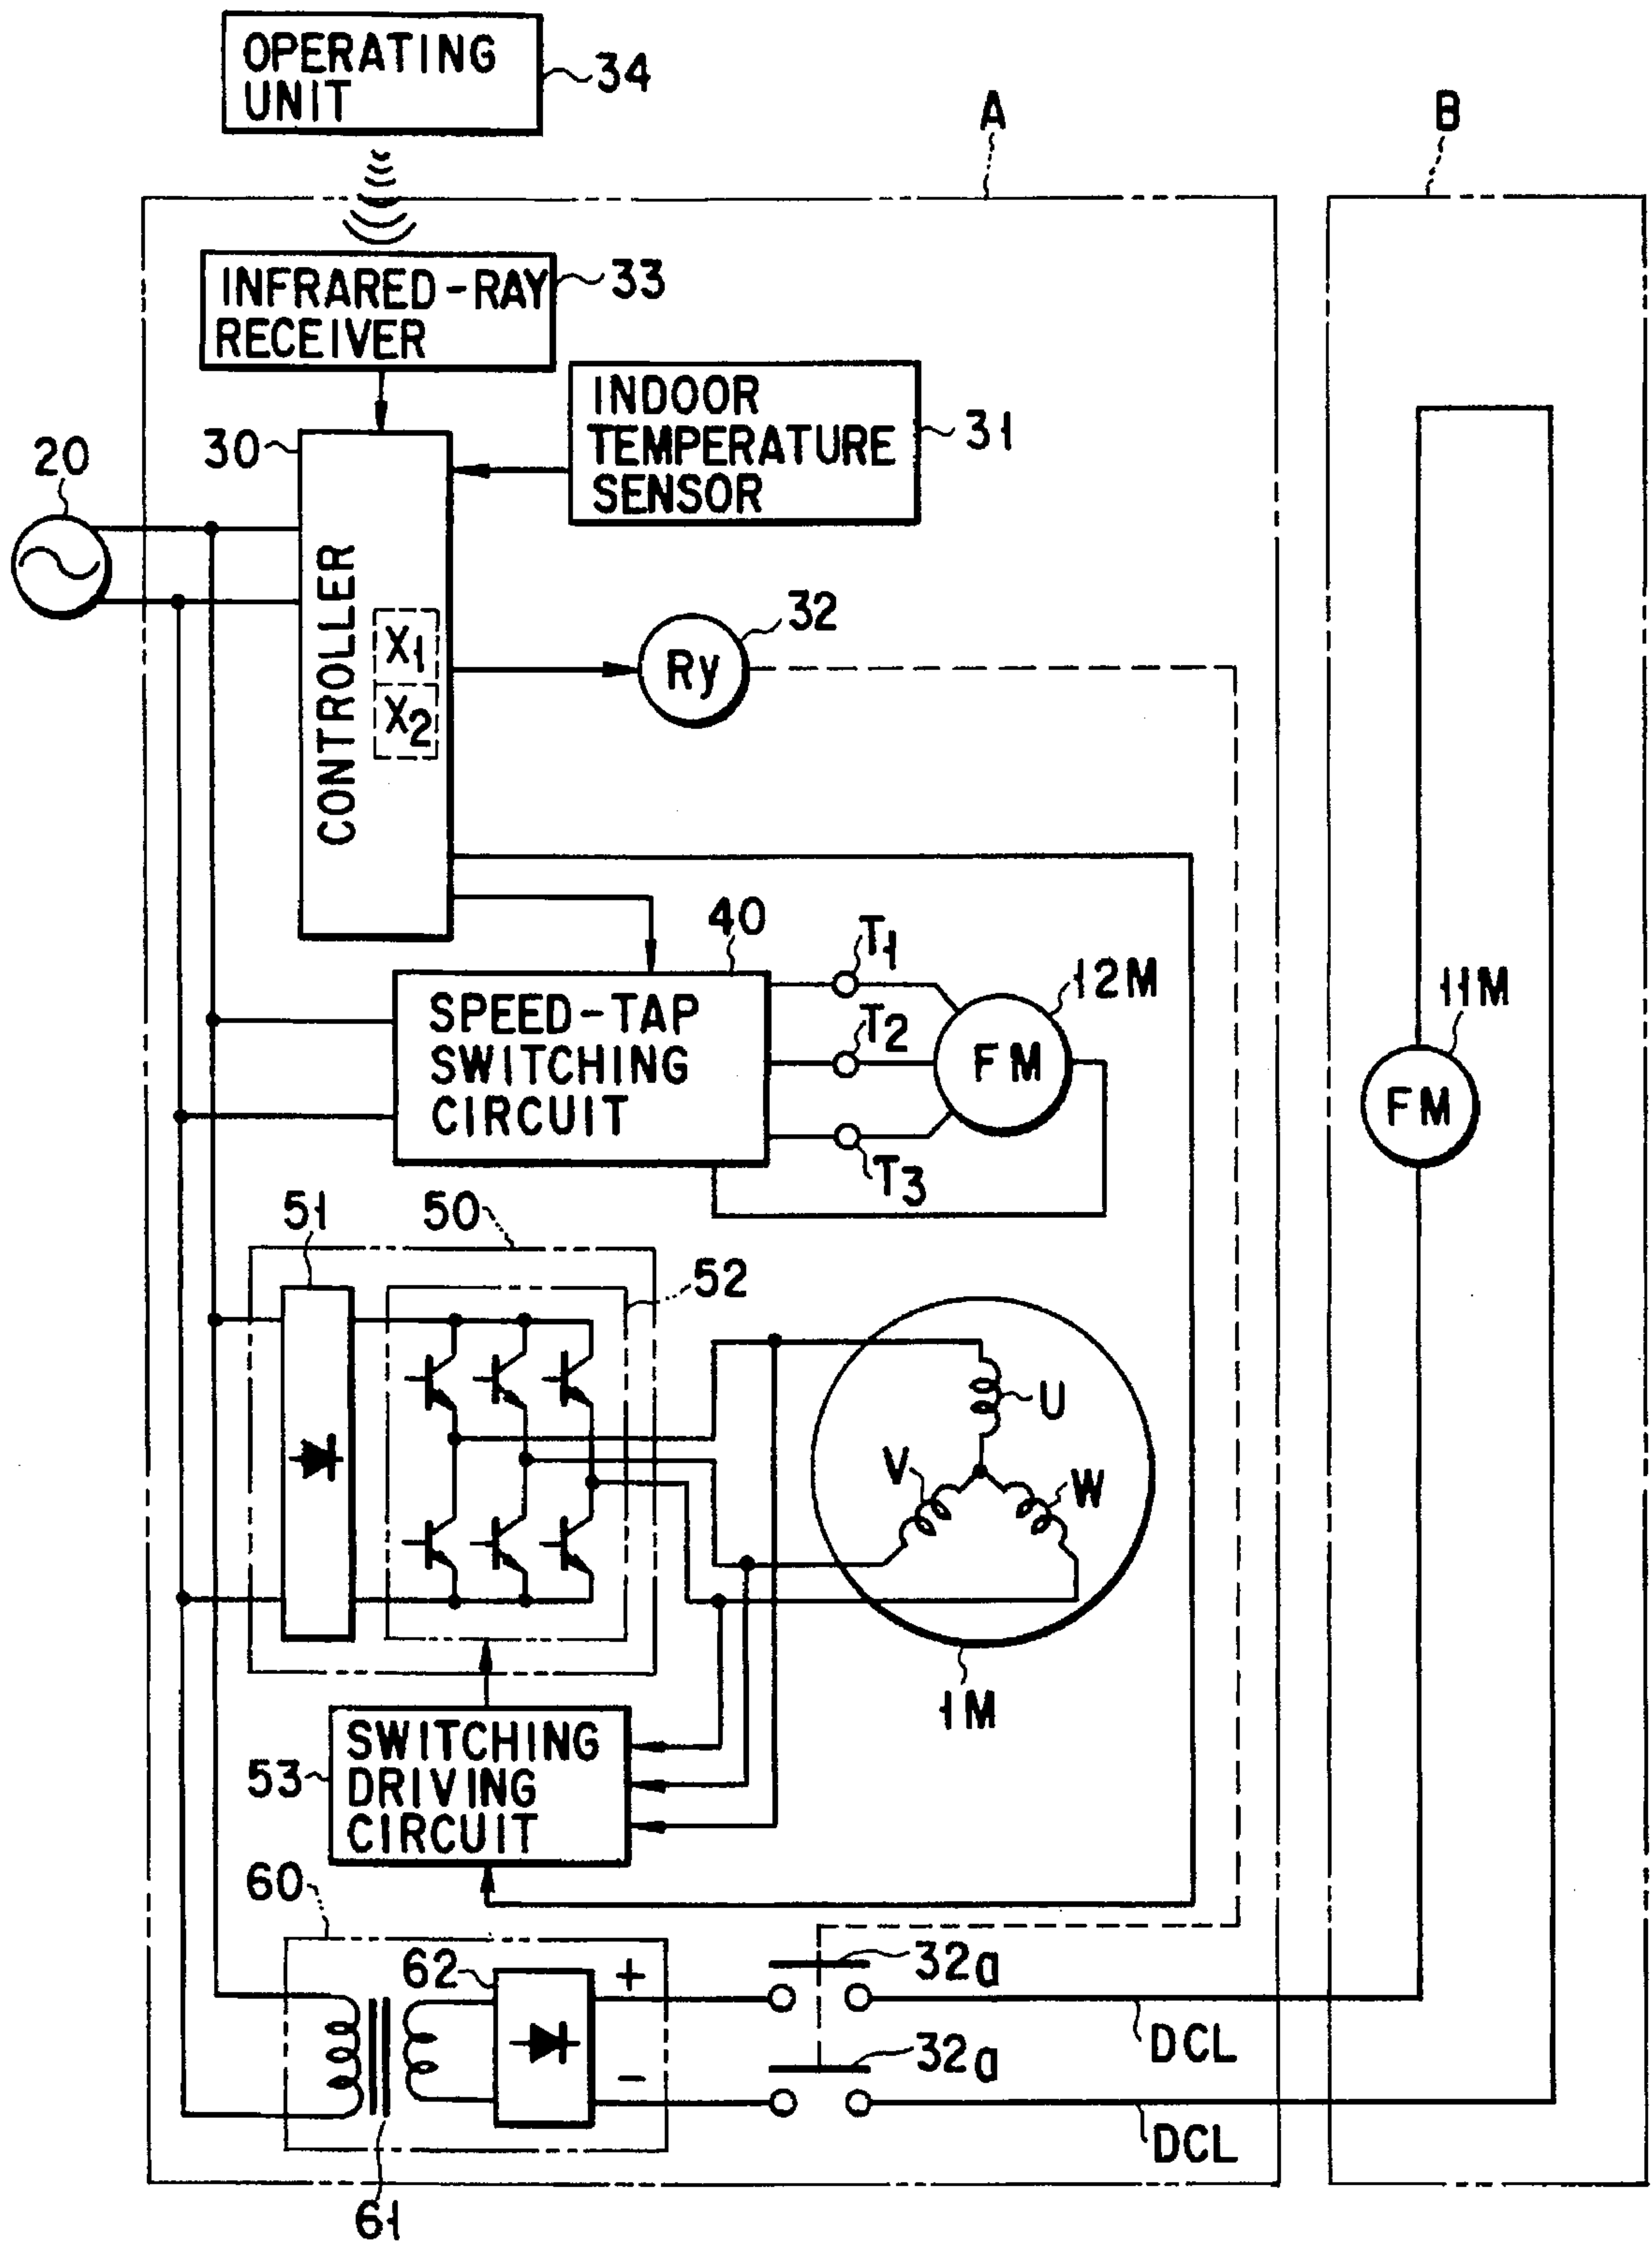 OPERATING
UNIT
34
A
B
INFRARED-RAY
RECEIVER
33
INDOOR
TEMPERATURE
SENSOR
31
30
20
CONTROLLER
X1
X2
Ry
32
40
SPEED-TAP
SWITCHING
CIRCUIT
T1
T2
T3
12M
FM
11M
FM
51
50
52
U
V
W
1M
53
SWITCHING
DRIVING
CIRCUIT
60
62
+
-
32a
DCL
32a
DCL
61